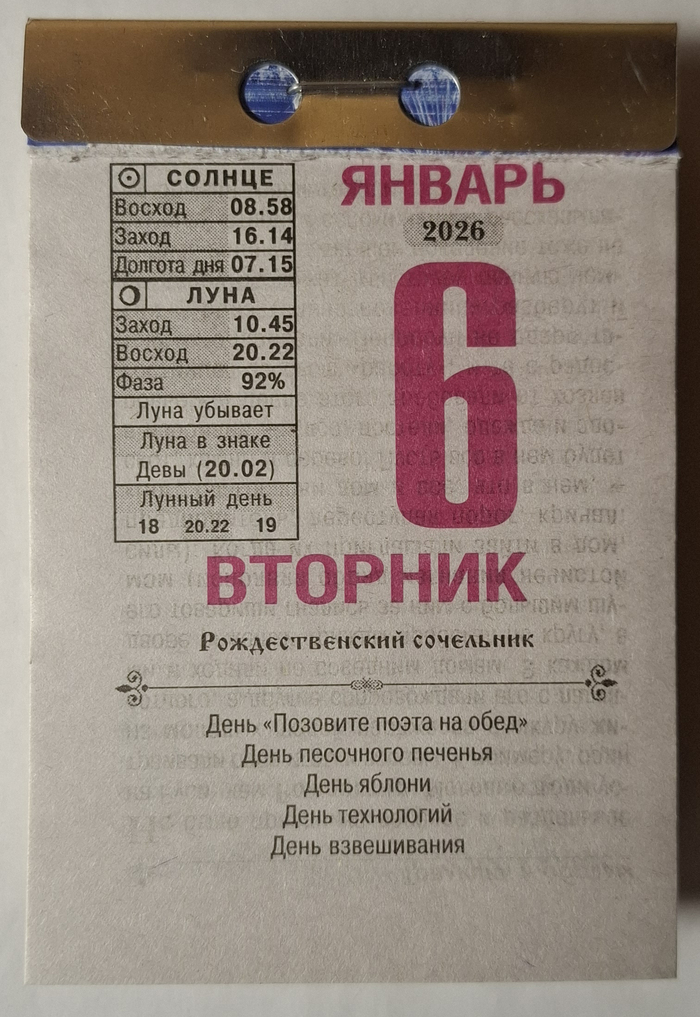 СОЛНЦЕ
Восход 08.58
Заход 16.14
Долгота дня 07.15
ЛУНА
Заход 10.45
Восход 20.22
Фаза 92%
Луна убывает
Луна в знаке
Девы (20.02)
Лунный день
18 20.22 19
ЯНВАРЬ
2026
6
ВТОРНИК
Рождественский сочельник
День «Позовите поэта на обед»
День песочного печенья
День яблони
День технологий
День взвешивания